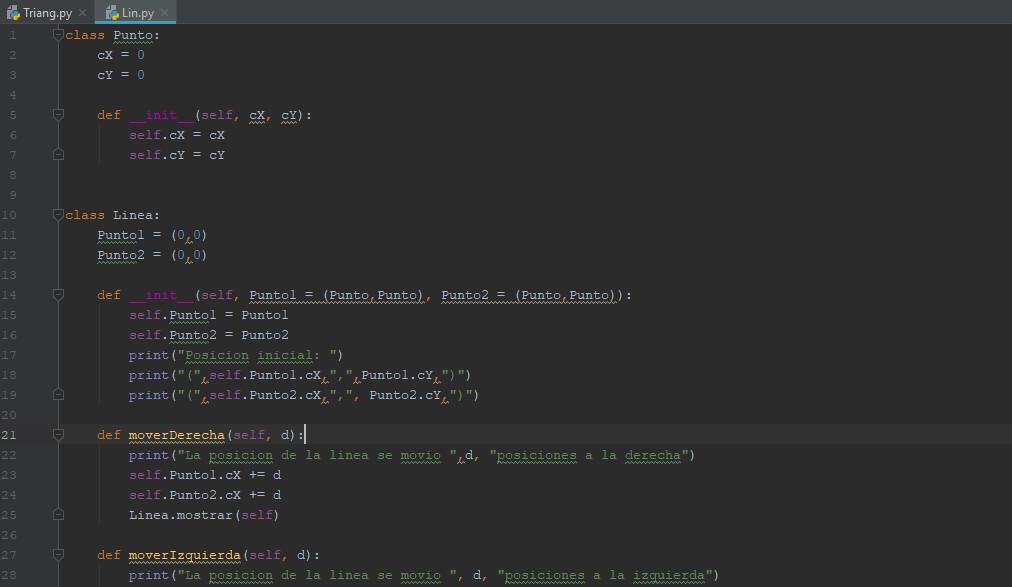 Triang.py Lin.py
1 class Punto:
2     cX = 0
3     cY = 0
4
5     def __init__(self, cX, cY):
6         self.cX = cX
7         self.cY = cY
8
9
10 class Linea:
11     Punto1 = (0,0)
12     Punto2 = (0,0)
13
14     def __init__(self, Punto1 = (Punto,Punto), Punto2 = (Punto,Punto)):
15         self.Punto1 = Punto1
16         self.Punto2 = Punto2
17         print("Posicion inicial: ")
18         print("(",self.Punto1.cX,",",Punto1.cY,")")
19         print("(",self.Punto2.cX,",", Punto2.cY,")")
20
21     def moverDerecha(self, d):
22         print("La posicion de la linea se movio ",d, "posiciones a la derecha")
23         self.Punto1.cX += d
24         self.Punto2.cX += d
25         Linea.mostrar(self)
26
27     def moverIzquierda(self, d):
28         print("La posicion de la linea se movio ", d, "posiciones a la izquierda")